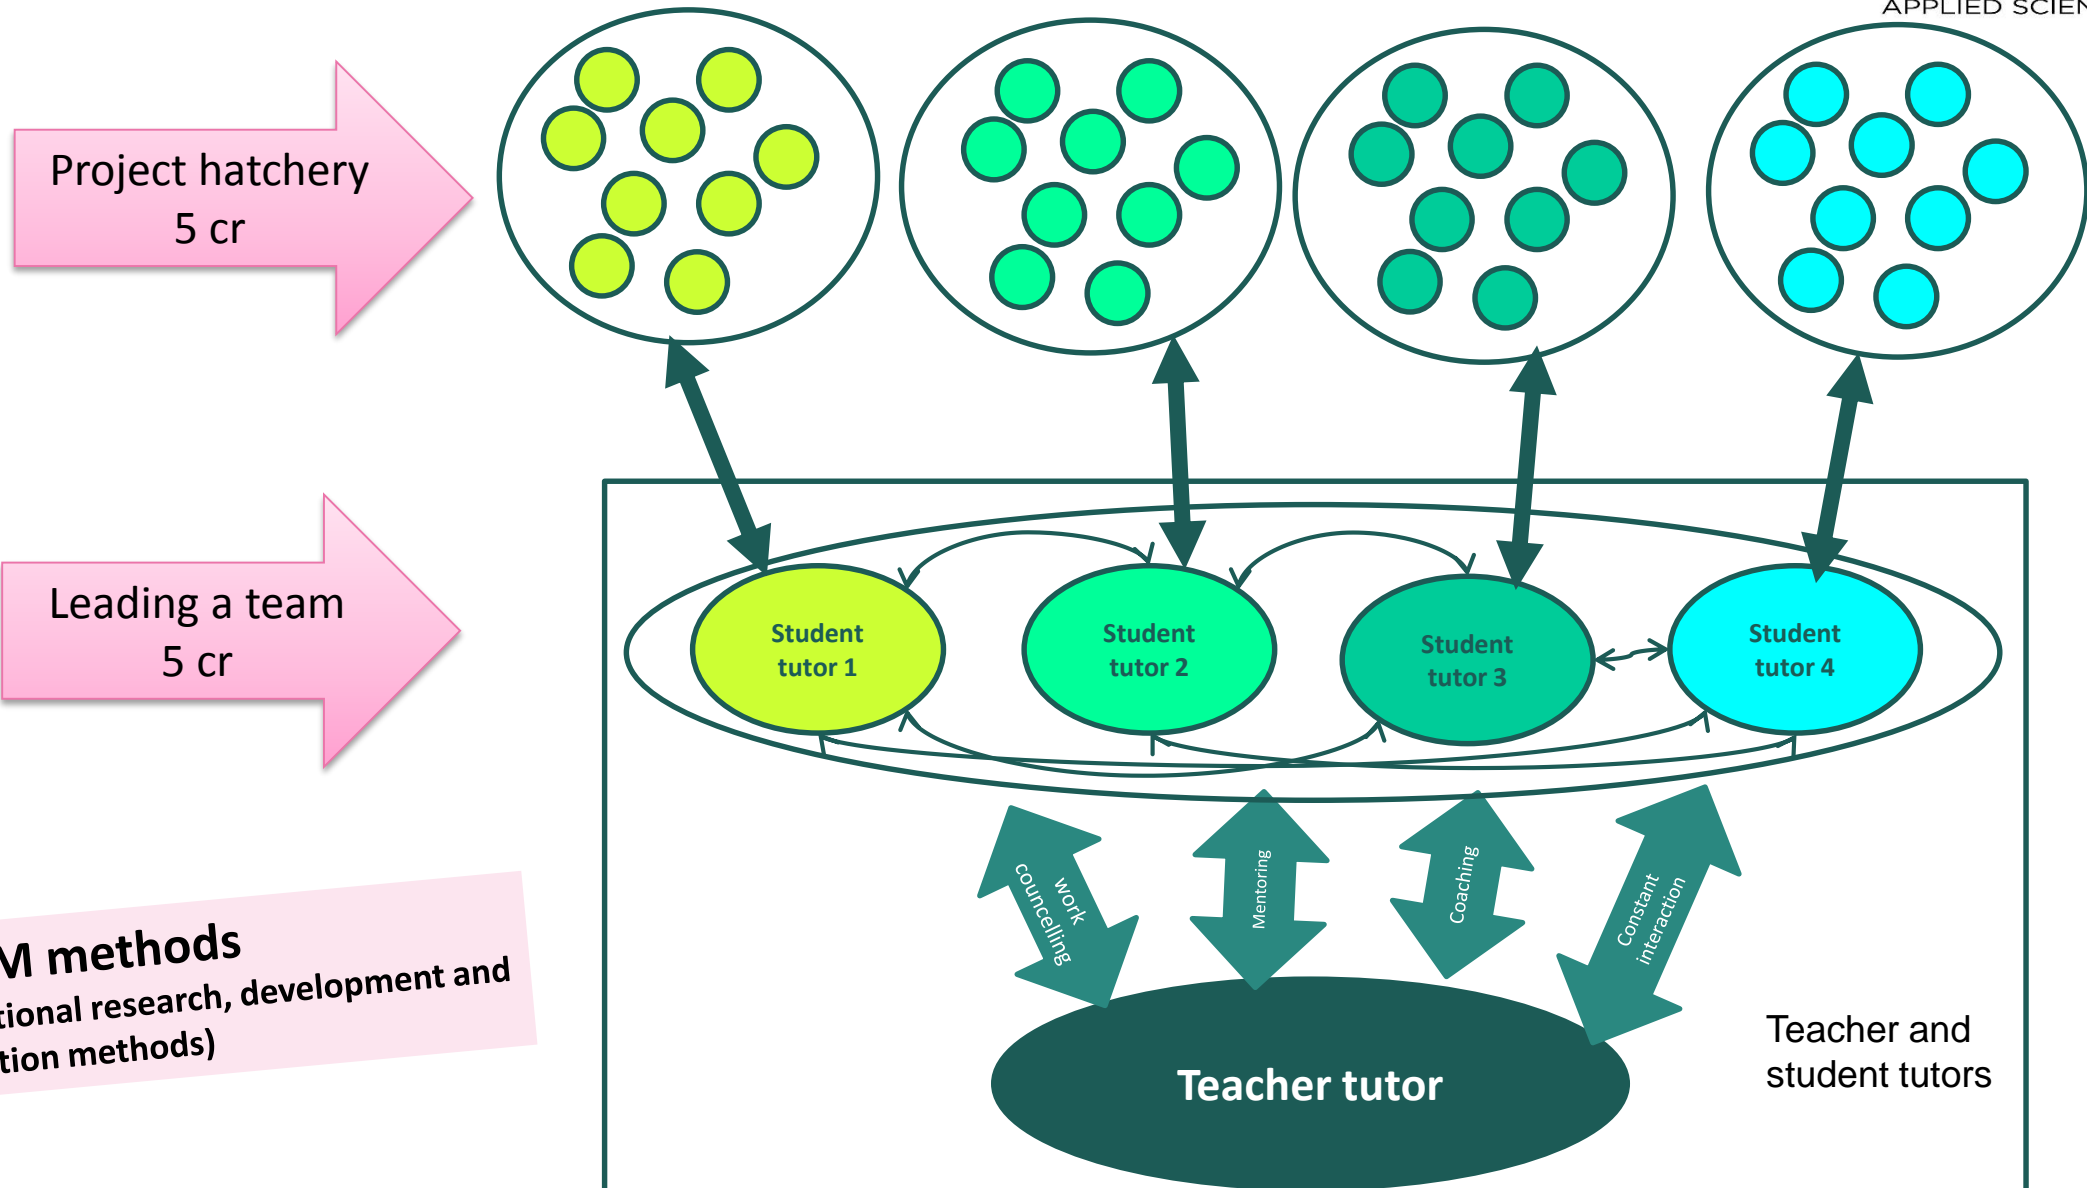 APPLIED SCIEN
Project hatchery
5 cr
Leading a team
5 cr
Student
tutor 1
Student
tutor 2
Student
tutor 3
Student
tutor 4
work
councelling
Mentoring
Coaching
Constant
interaction
M methods
tional research, development and
tion methods)
Teacher tutor
Teacher and
student tutors